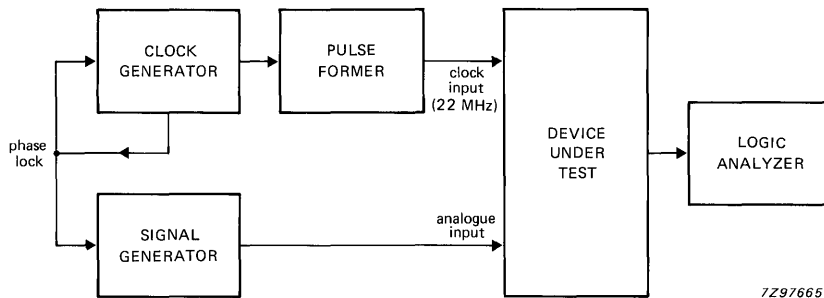 CLOCK
GENERATOR
PULSE
FORMER
clock
input
(22 MHz)
phase
lock
DEVICE
UNDER
TEST
LOGIC
ANALYZER
SIGNAL
GENERATOR
analogue
input
7Z97665